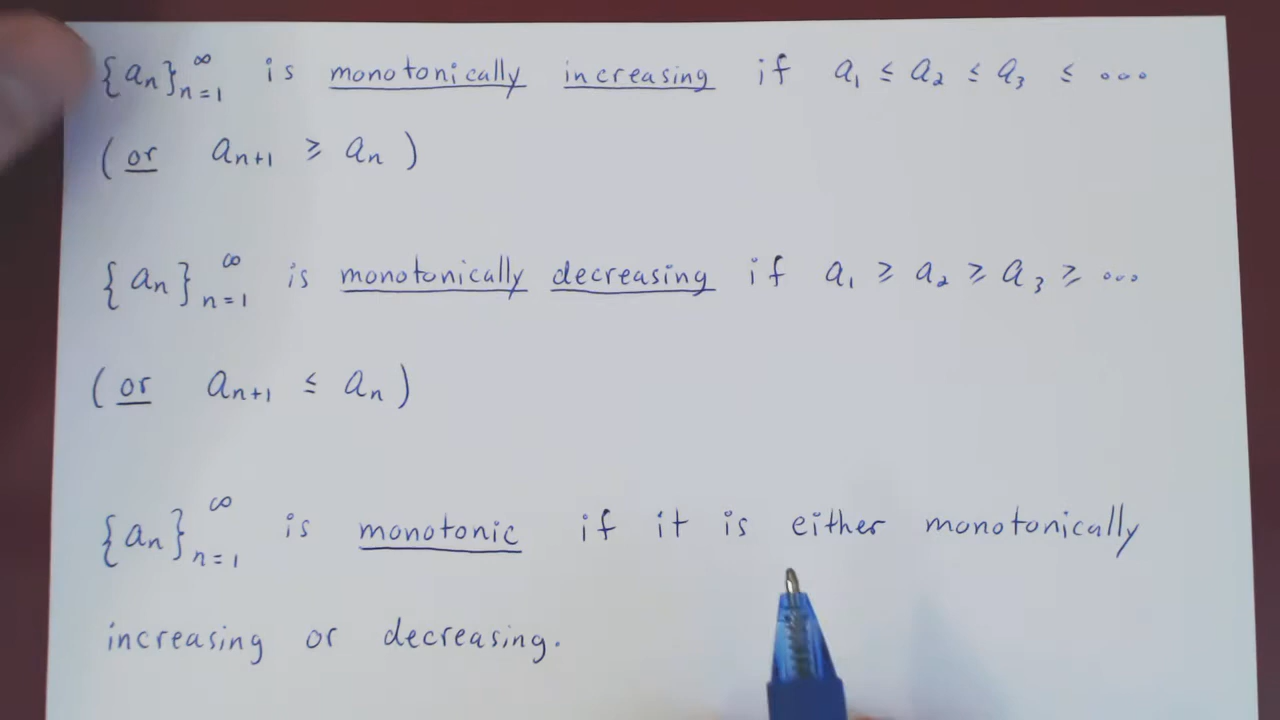 {aₙ}ₙ₌₁^∞ is monotonically increasing if a₁ ≤ a₂ ≤ a₃ ≤ ...
(or aₙ₊₁ ≥ aₙ)
{aₙ}ₙ₌₁^∞ is monotonically decreasing if a₁ ≥ a₂ ≥ a₃ ≥ ...
(or aₙ₊₁ ≤ aₙ)
{aₙ}ₙ₌₁^∞ is monotonic if it is either monotonically
increasing or decreasing.